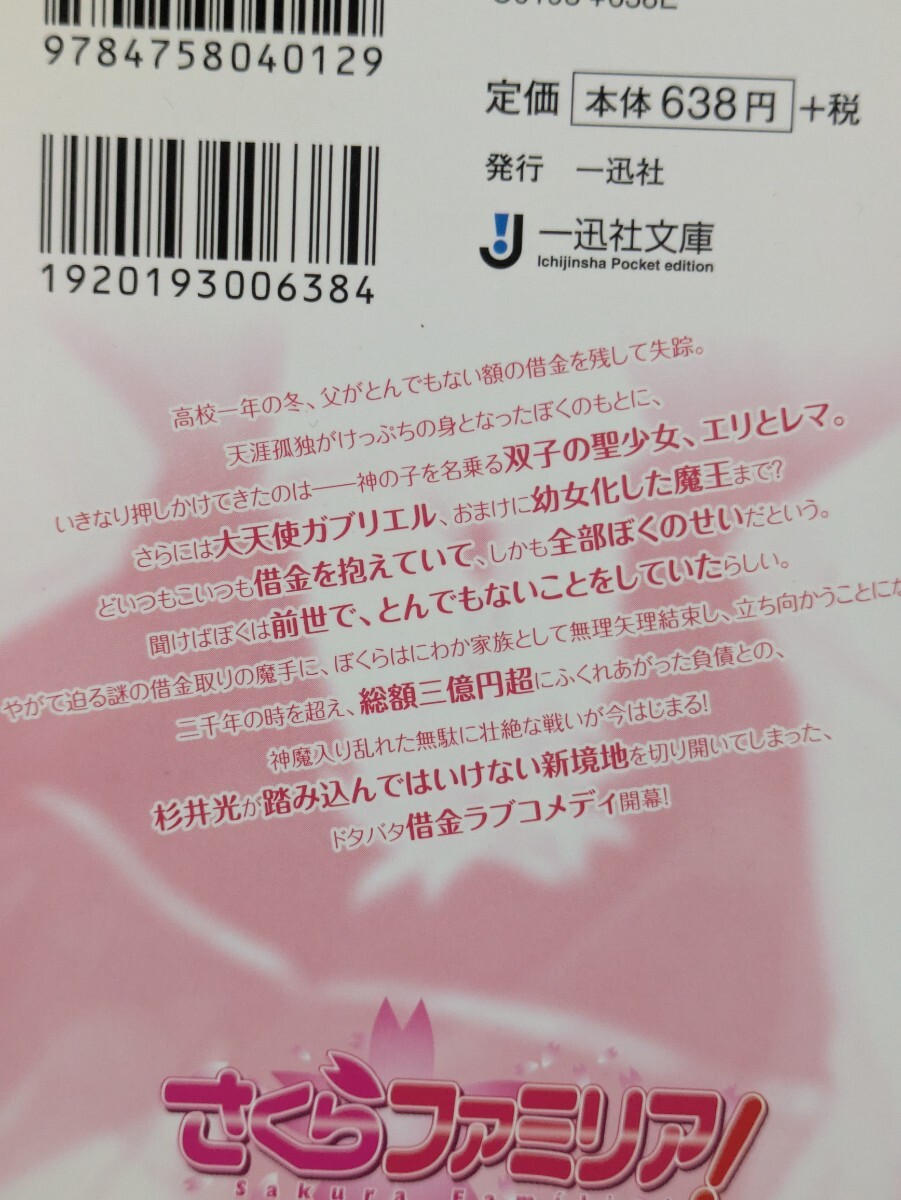 9784758040129
定価 本体638円 +税
1920193006384
発行 一迅社
一迅社文庫
Ichijinsha Pocket edition
高校一年の冬、父がとんでもない額の借金を残して失踪。
天涯孤独がけっぷちの身となったぼくのもとに、
いきなり押しかけてきたのは——神の子を名乗る双子の聖少女、エリとレマ。
さらには大天使ガブリエル、おまけに幼女化した魔王まで?
どいつもこいつも借金を抱えていて、しかも全部ぼくのせいだという。
聞けばぼくは前世で、とんでもないことをしていたらしい。
やがて迫る謎の借金取りの魔手に、ぼくらはにわか家族として無理矢理結束し、立ち向かうことにな
二千年の時を超え、総額三億円超にふくれあがった負債との、
神魔入り乱れた無駄に壮絶な戦いが今はじまる!
杉井光が踏み込んではいけない新境地を切り開いてしまった、
ドタバタ借金ラブコメディ開幕!
さくらファミリア!
Sakura